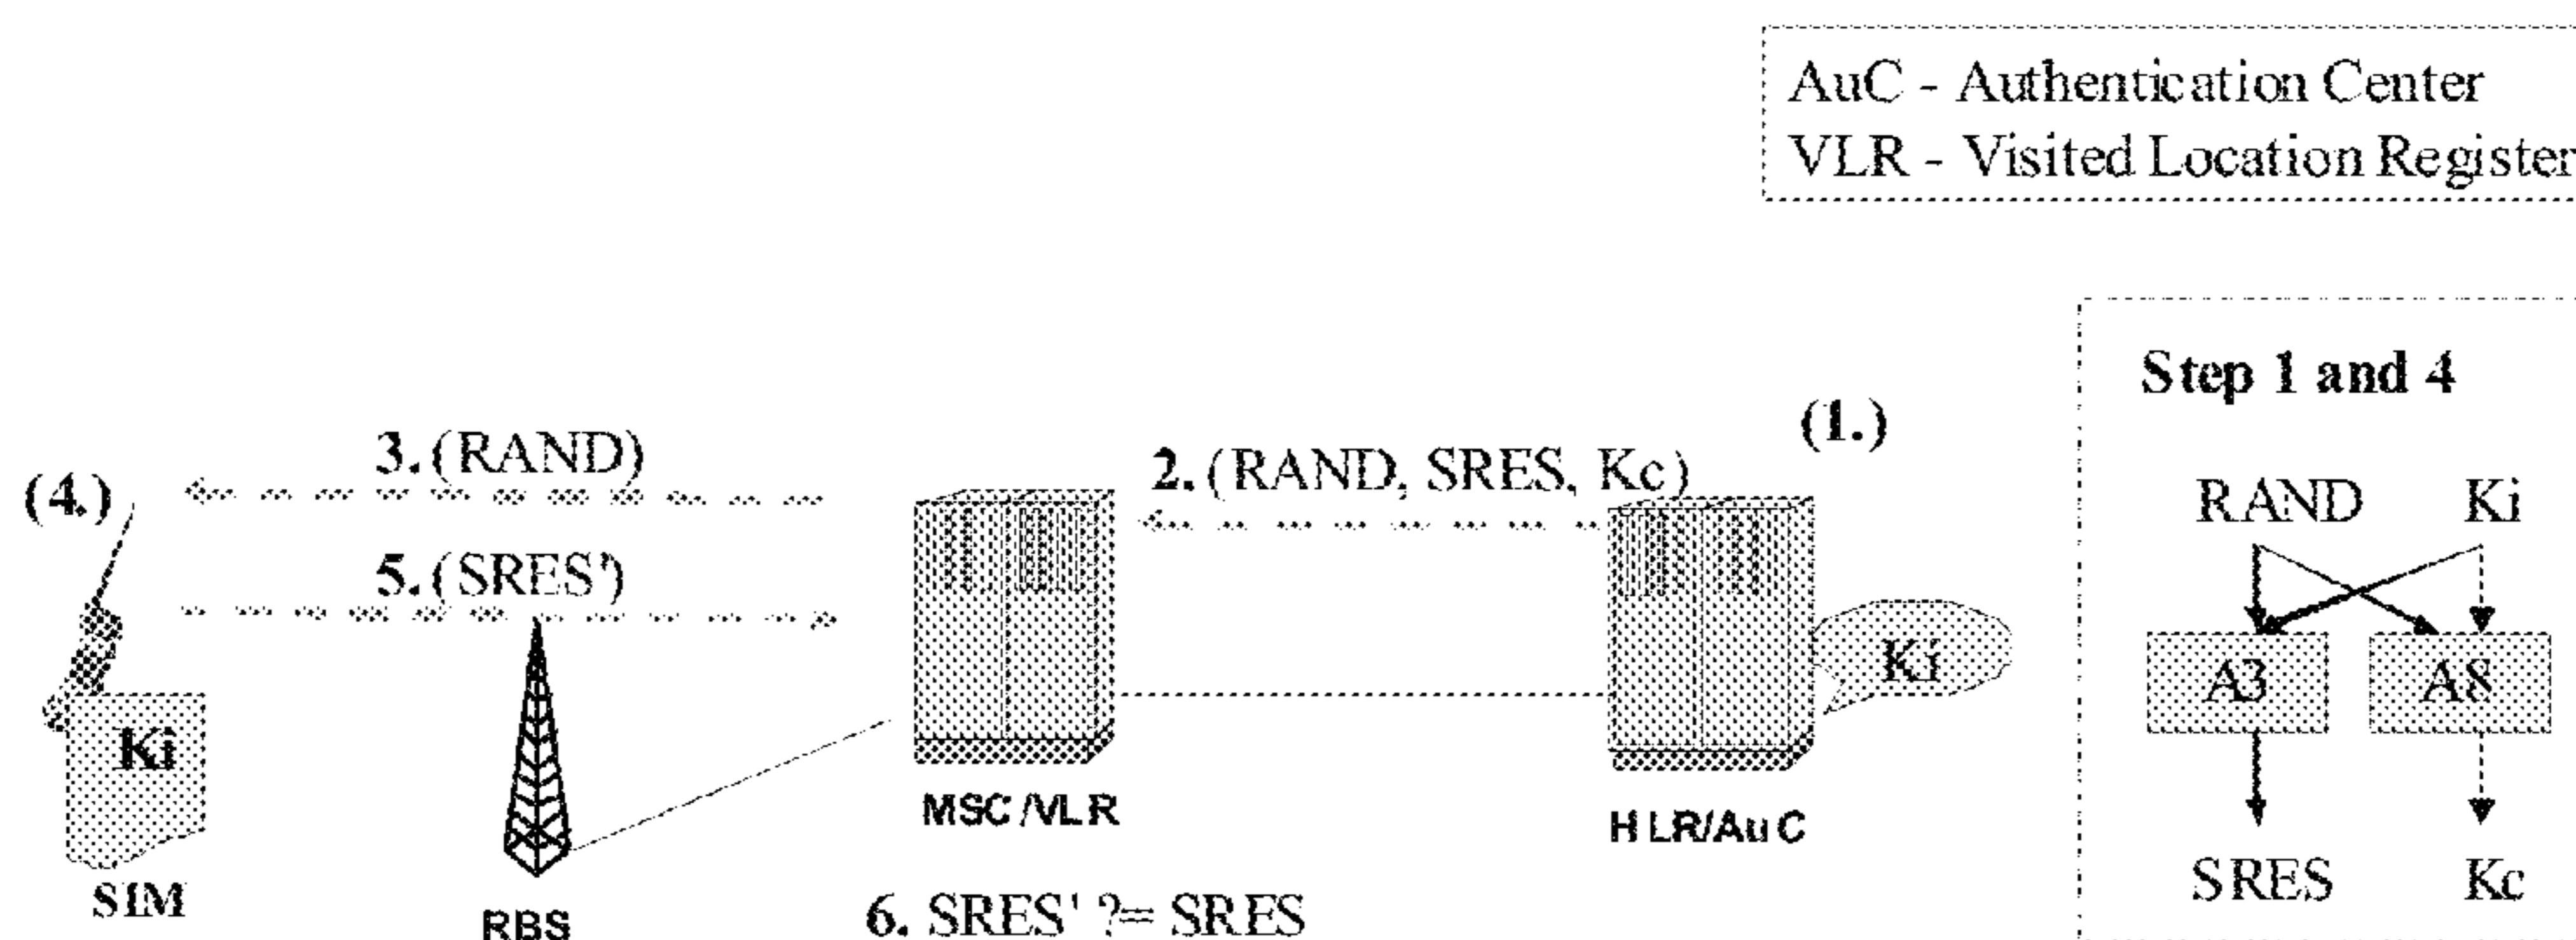 AuC - Authentication Center
VLR - Visited Location Register
Step 1 and 4
(1.)
3. (RAND)
2. (RAND, SRES, Kc)
(4.)
RAND Ki
5. (SRES')
Ki
A3 A8
Ki
MSC/VLR
HLR/AuC
SIM
SRES Kc
RBS
6. SRES' ?= SRES